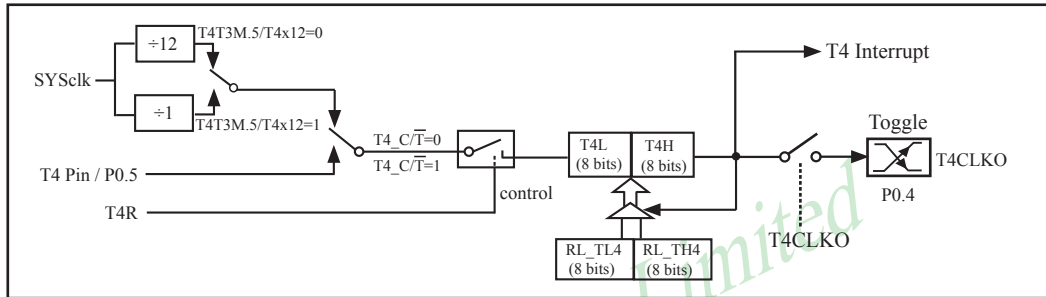 ÷12
T4T3M.5/T4x12=0
SYSclk
÷1
T4T3M.5/T4x12=1
T4 Pin / P0.5
T4R
T4_C/T̅=0
T4_C/T̅=1
control
T4L
(8 bits)
T4H
(8 bits)
RL_TL4
(8 bits)
RL_TH4
(8 bits)
T4 Interrupt
Toggle
T4CLKO
P0.4
T4CLKO
Limited